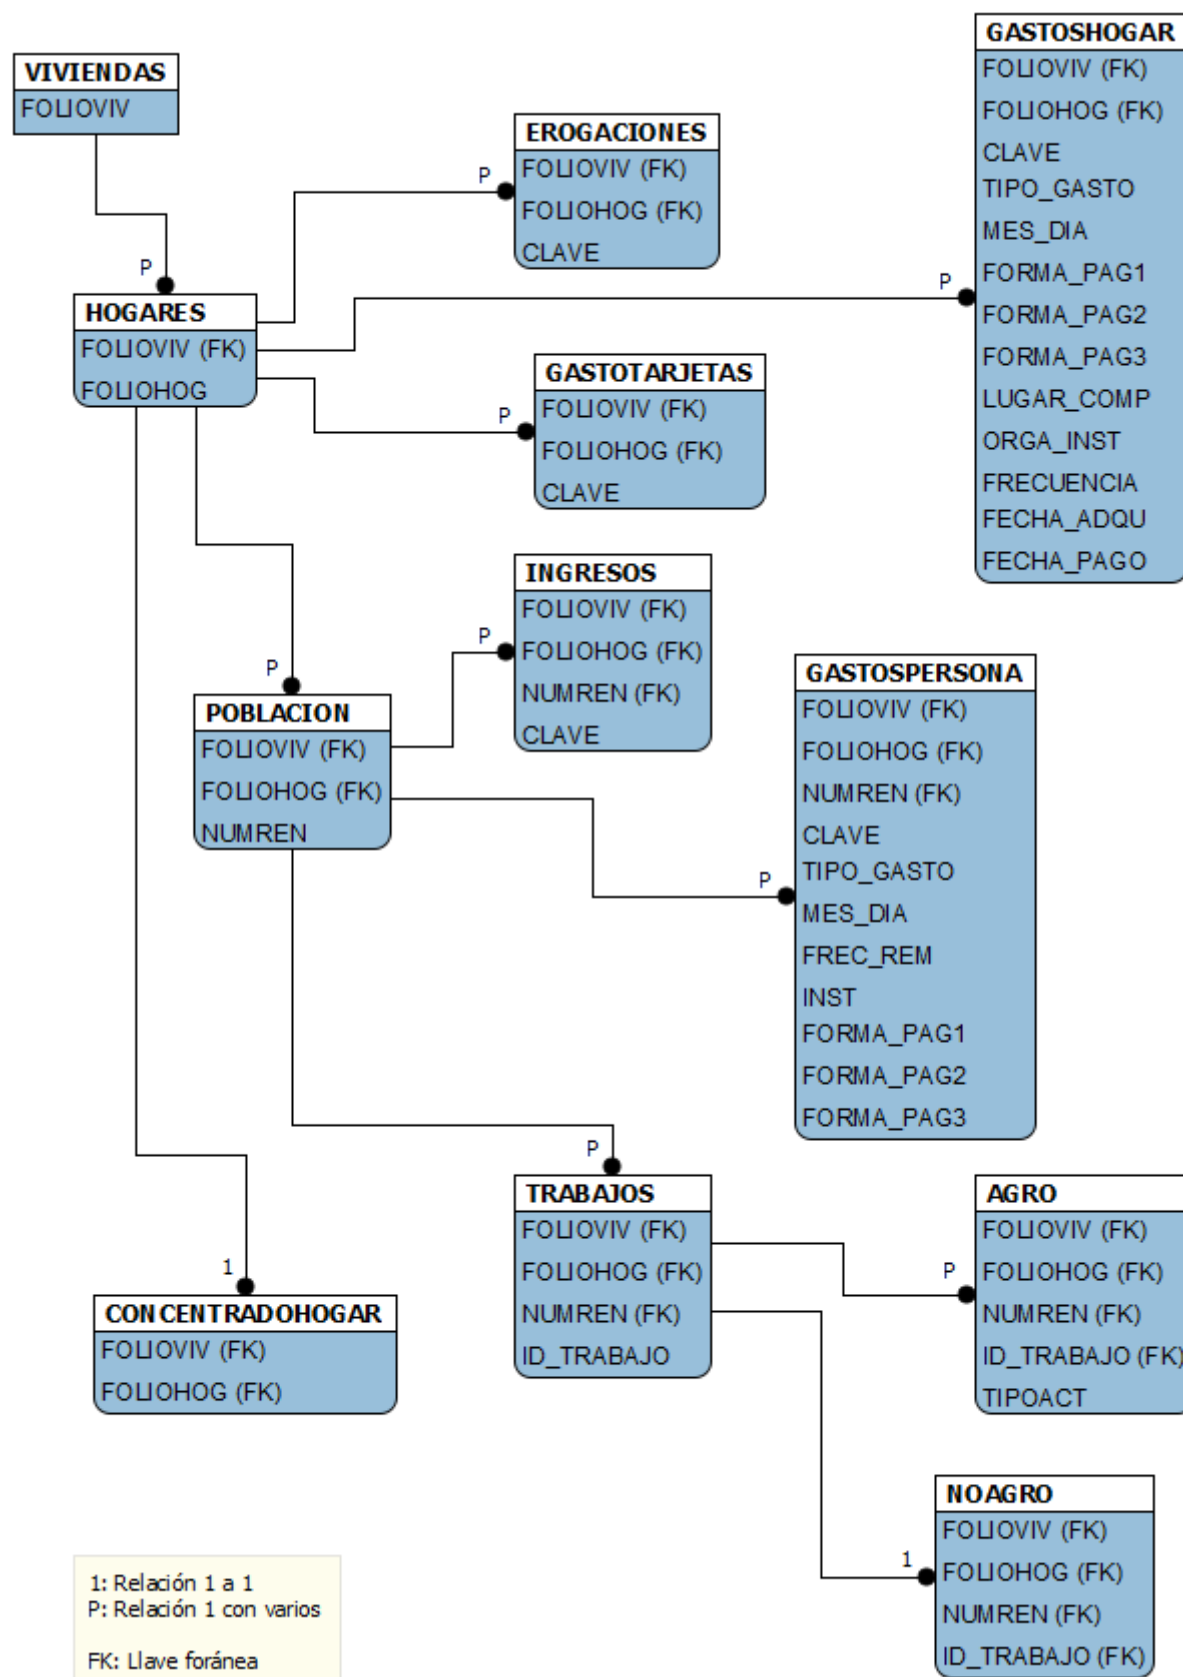 VIVIENDAS
FOLIOVIV
P
HOGARES
FOLIOVIV (FK)
FOLIOHOG
P
EROGACIONES
FOLIOVIV (FK)
FOLIOHOG (FK)
CLAVE
P
GASTOSHOGAR
FOLIOVIV (FK)
FOLIOHOG (FK)
CLAVE
TIPO_GASTO
MES_DIA
FORMA_PAG1
FORMA_PAG2
FORMA_PAG3
LUGAR_COMP
ORGA_INST
FRECUENCIA
FECHA_ADQU
FECHA_PAGO
P
GASTOTARJETAS
FOLIOVIV (FK)
FOLIOHOG (FK)
CLAVE
P
POBLACION
FOLIOVIV (FK)
FOLIOHOG (FK)
NUMREN
P
INGRESOS
FOLIOVIV (FK)
FOLIOHOG (FK)
NUMREN (FK)
CLAVE
P
GASTOSPERSONA
FOLIOVIV (FK)
FOLIOHOG (FK)
NUMREN (FK)
CLAVE
TIPO_GASTO
MES_DIA
FREC_REM
INST
FORMA_PAG1
FORMA_PAG2
FORMA_PAG3
P
TRABAJOS
FOLIOVIV (FK)
FOLIOHOG (FK)
NUMREN (FK)
ID_TRABAJO
P
AGRO
FOLIOVIV (FK)
FOLIOHOG (FK)
NUMREN (FK)
ID_TRABAJO (FK)
TIPOACT
1
CONCENTRADOHOGAR
FOLIOVIV (FK)
FOLIOHOG (FK)
1
NOAGRO
FOLIOVIV (FK)
FOLIOHOG (FK)
NUMREN (FK)
ID_TRABAJO (FK)
1: Relación 1 a 1
P: Relación 1 con varios
FK: Llave foránea